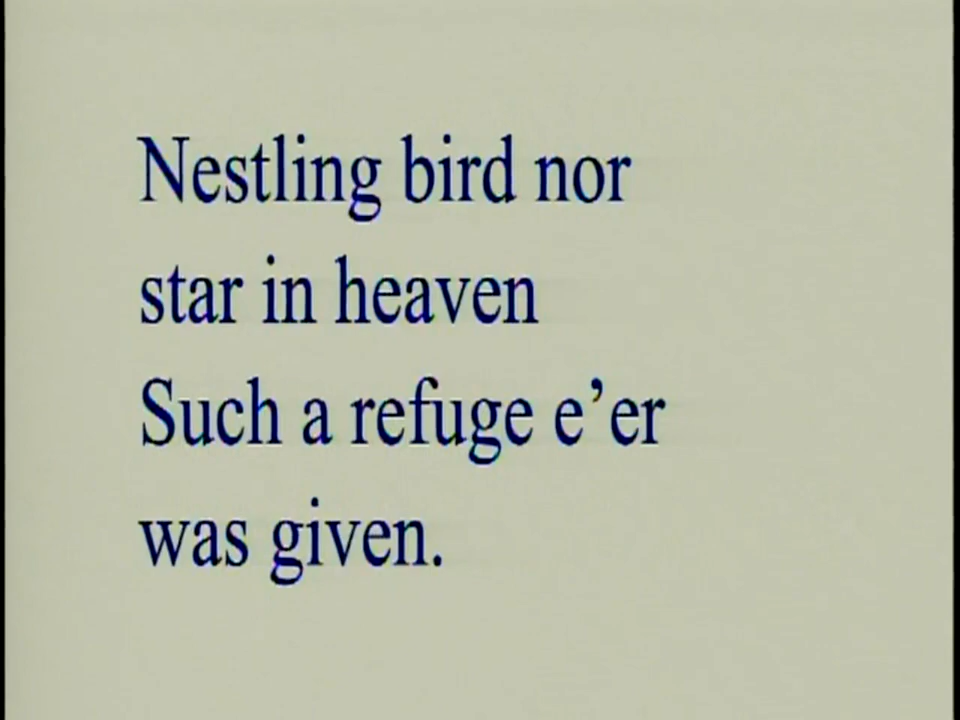 Nestling bird nor
star in heaven
Such a refuge e’er
was given.